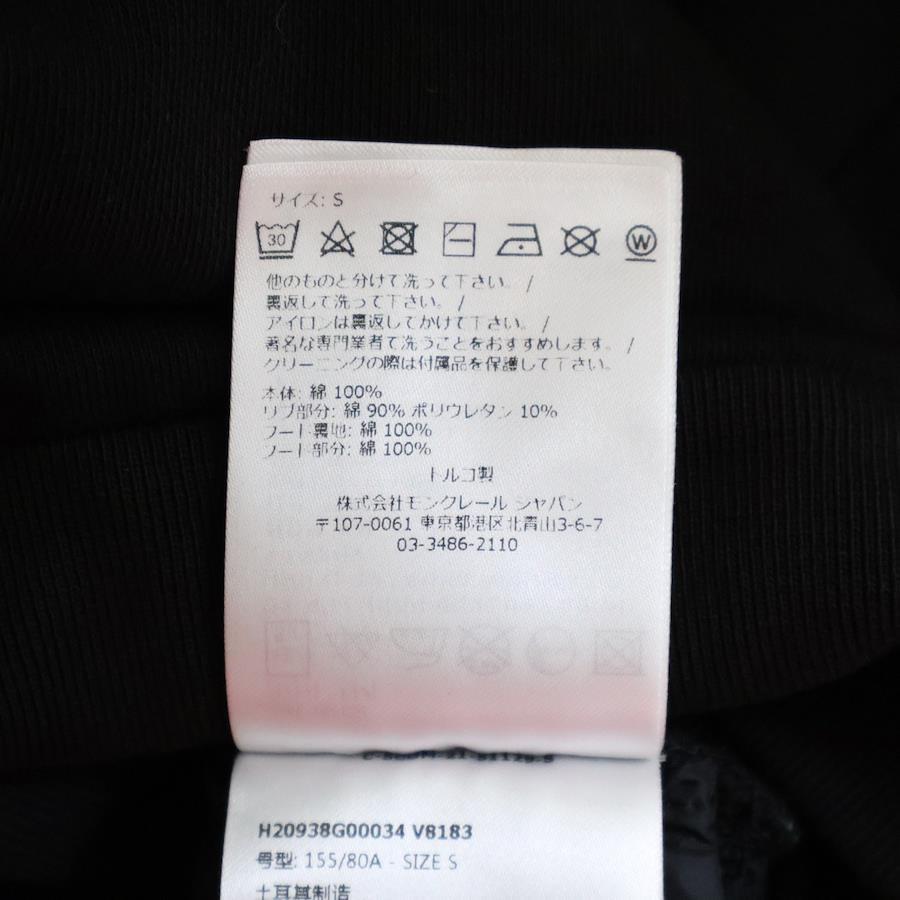 サイズ: S
30 W
他のものと分けて洗って下さい。 /
裏返して洗って下さい。 /
アイロンは裏返してかけて下さい。 /
著名な専門業者で洗うことをおすすめします。 /
クリーニングの際は付属品を保護して下さい。
本体: 綿 100%
リブ部分: 綿 90% ポリウレタン 10%
フード裏地: 綿 100%
フード部分: 綿 100%
トルコ製
株式会社モンクレール ジャパン
〒107-0061 東京都港区北青山3-6-7
03-3486-2110
H20938G00034 V8183
号型: 155/80A - SIZE S
土耳其制造